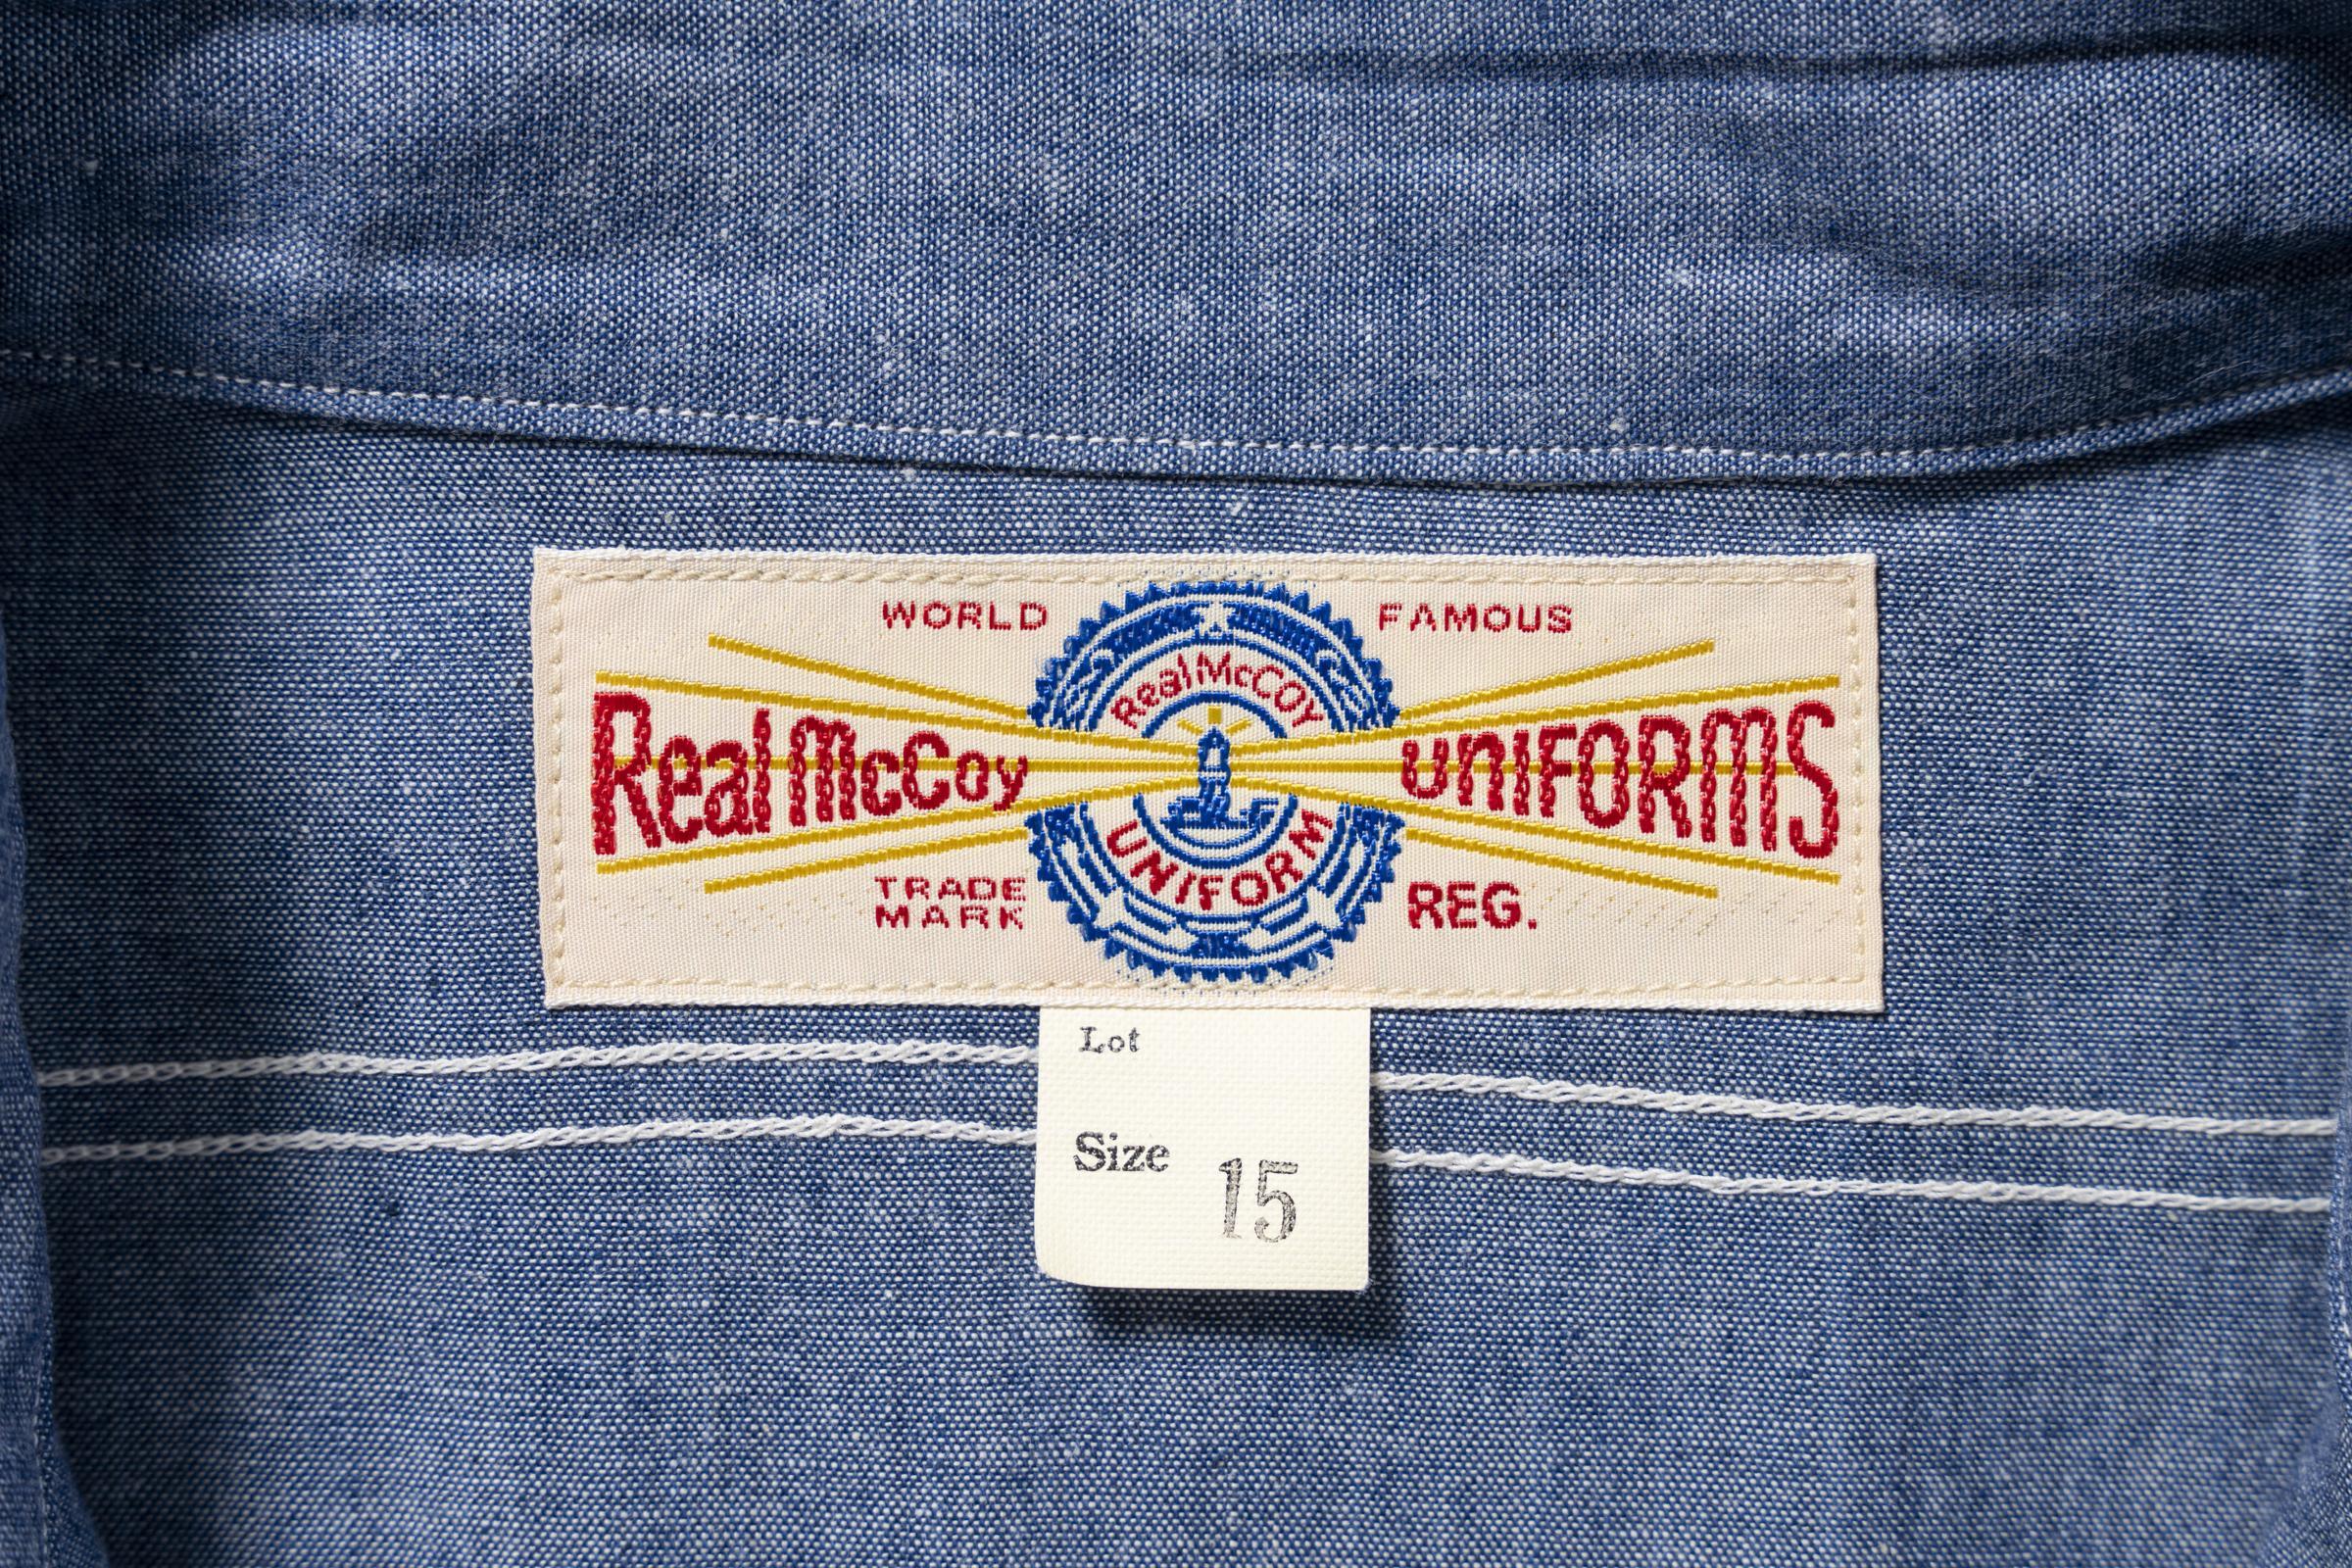 WORLD FAMOUS
Real McCoy UNIFORMS
Real McCOY
UNIFORM
TRADE MARK REG.
Lot
Size 15